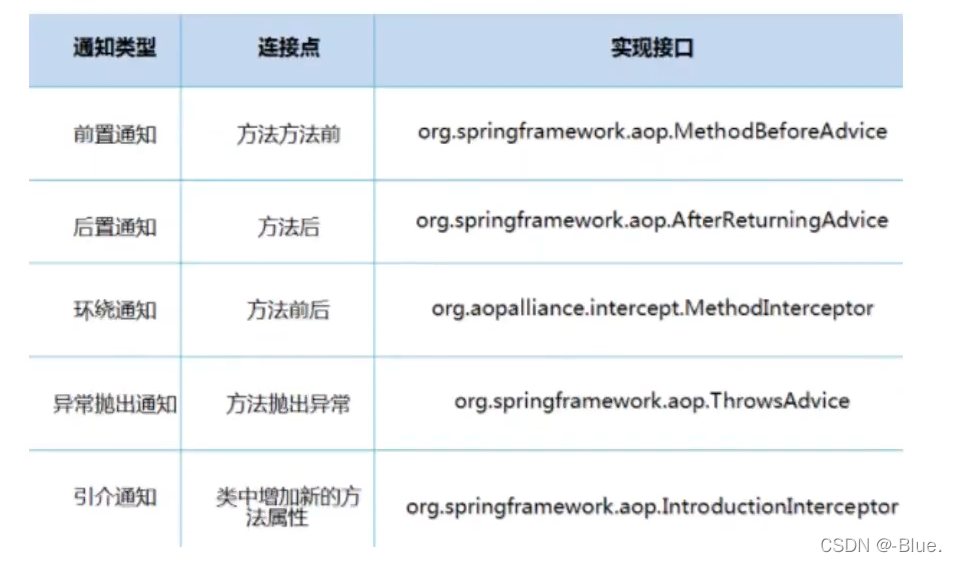 通知类型 连接点 实现接口
前置通知 方法方法前 org.springframework.aop.MethodBeforeAdvice
后置通知 方法后 org.springframework.aop.AfterReturningAdvice
环绕通知 方法前后 org.aopalliance.intercept.MethodInterceptor
异常抛出通知 方法抛出异常 org.springframework.aop.ThrowsAdvice
引介通知 类中增加新的方
法属性 org.springframework.aop.IntroductionInterceptor
CSDN @-Blue.